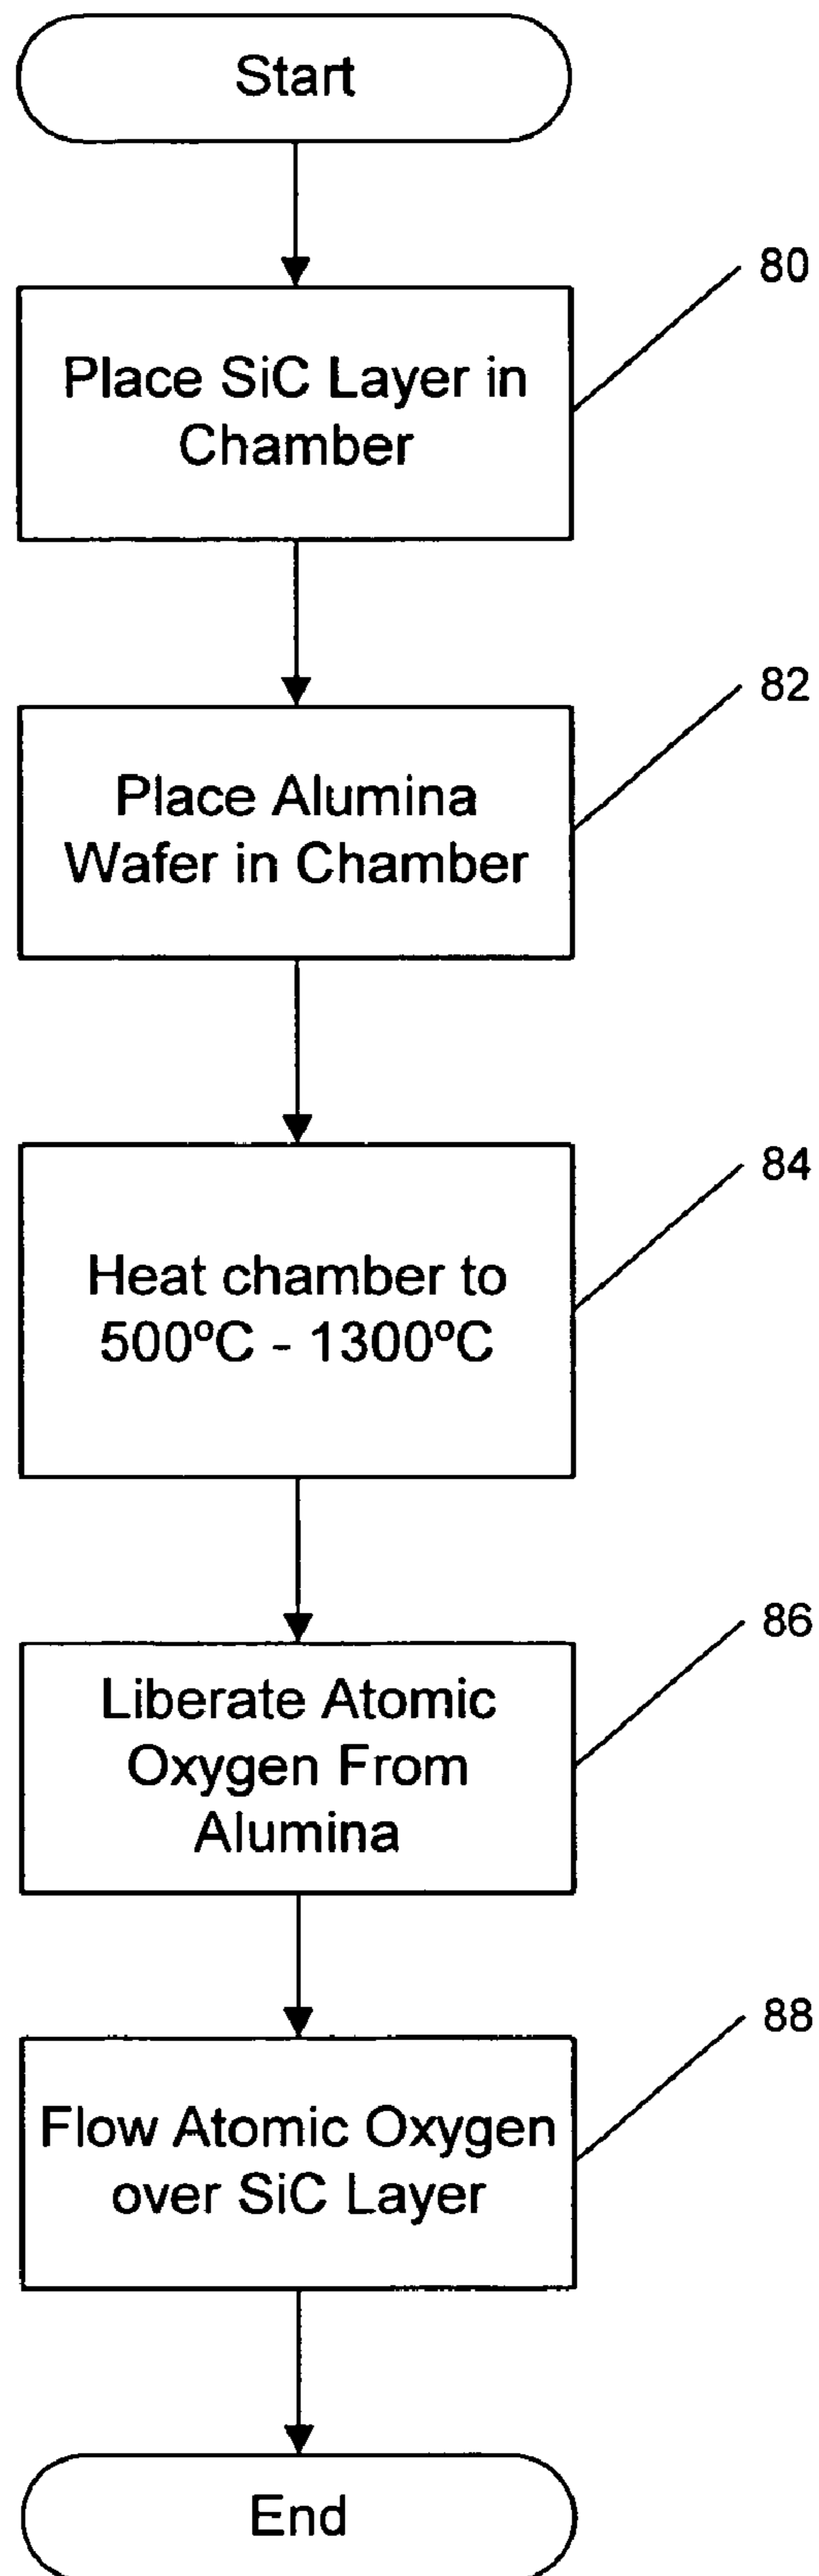 Start
80
Place SiC Layer in
Chamber
82
Place Alumina
Wafer in Chamber
84
Heat chamber to
500ºC - 1300ºC
86
Liberate Atomic
Oxygen From
Alumina
88
Flow Atomic Oxygen
over SiC Layer
End